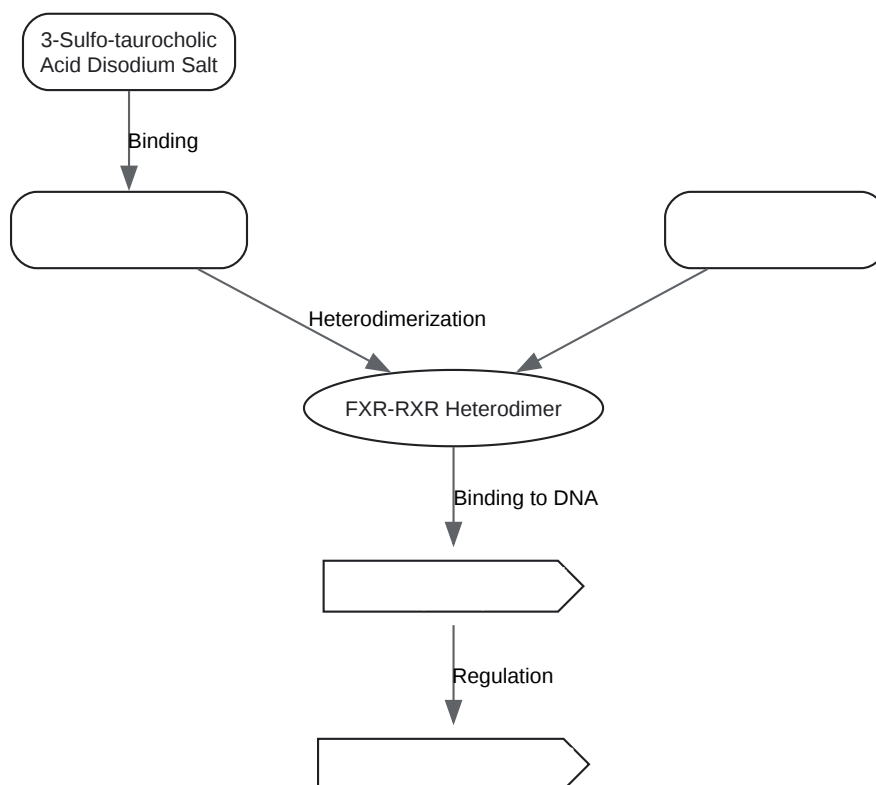 3-Sulfo-taurocholic
Acid Disodium Salt
Binding
Heterodimerization
FXR-RXR Heterodimer
Binding to DNA
Regulation